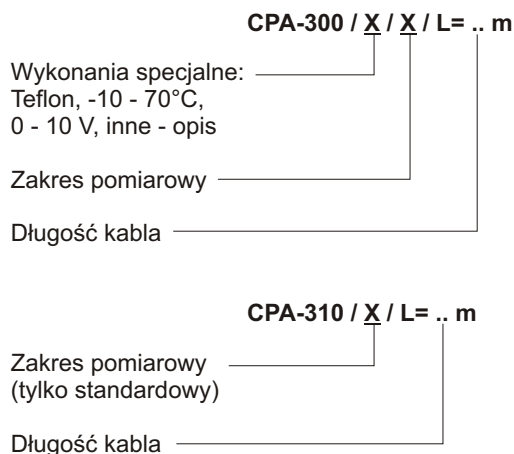 CPA-300 / X / X / L= .. m
Wykonania specjalne:
Teflon, -10 - 70°C,
0 - 10 V, inne - opis
Zakres pomiarowy
Długość kabla
CPA-310 / X / L= .. m
Zakres pomiarowy
(tylko standardowy)
Długość kabla